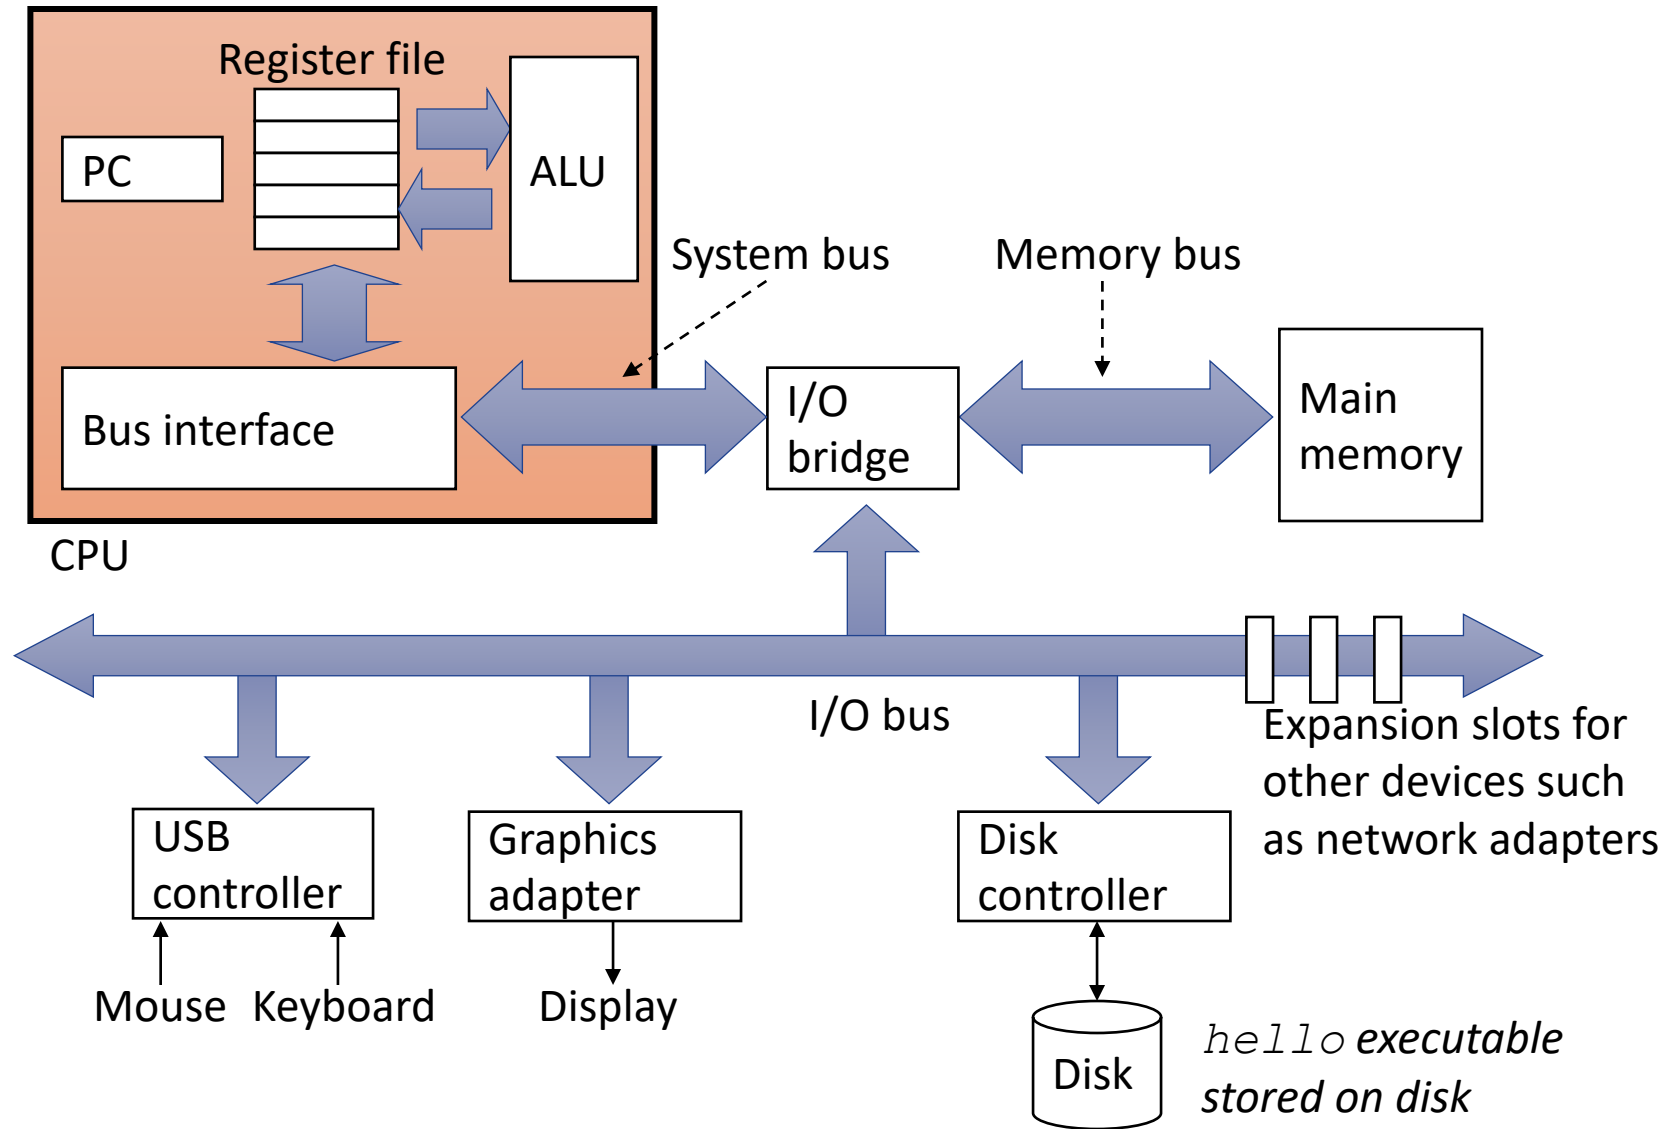 Register file
PC
ALU
System bus
Memory bus
Bus interface
I/O
bridge
Main
memory
CPU
I/O bus
Expansion slots for
other devices such
as network adapters
USB
controller
Graphics
adapter
Disk
controller
Mouse
Keyboard
Display
Disk
hello executable
stored on disk